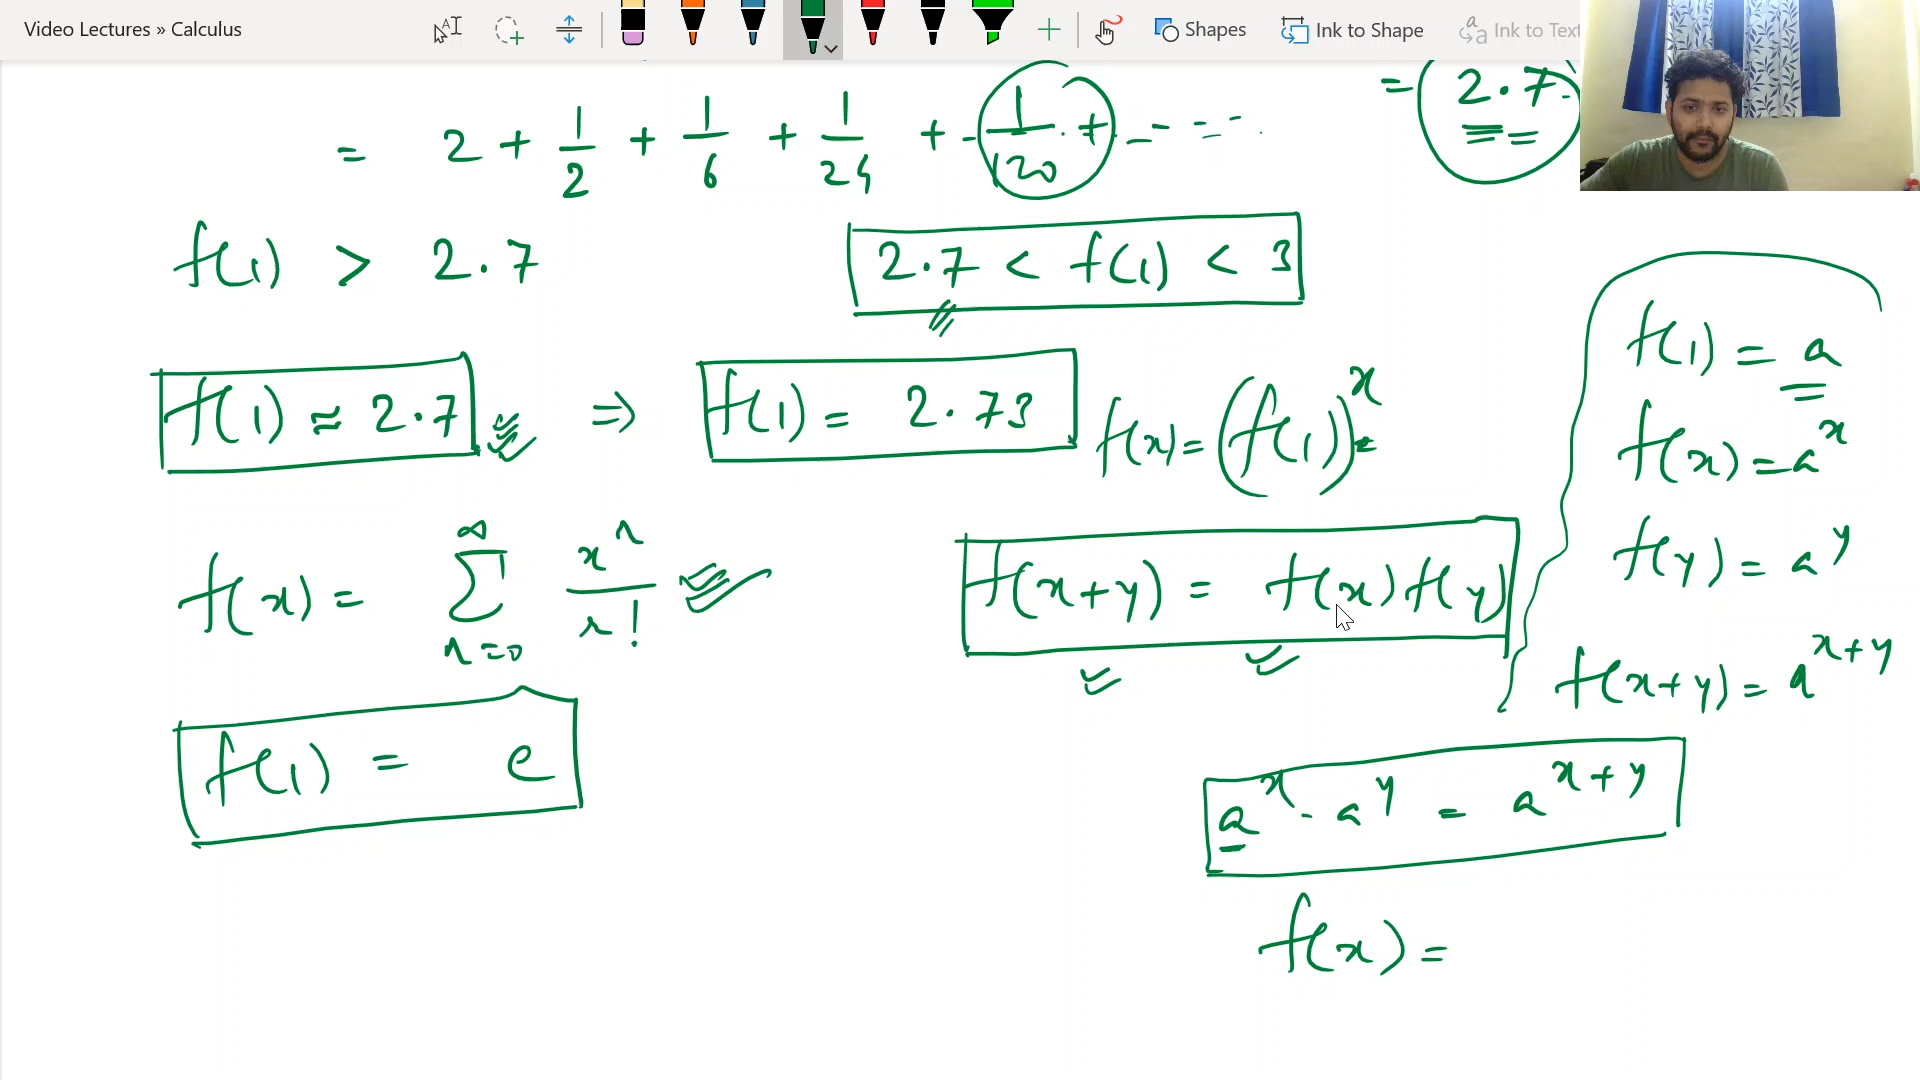 Video Lectures » Calculus
Shapes
Ink to Shape
Ink to Text
= 2 + 1/2 + 1/6 + 1/24 + 1/120 + - - - -
= 2.7
f(1) > 2.7
2.7 < f(1) < 3
f(1) = a
f(1) ≈ 2.7 ⇒ f(1) = 2.73
f(x) = (f(1))^x
f(x) = a^x
f(x) = ∑_{r=0}^{∞} x^r / r!
f(x+y) = f(x) f(y)
f(y) = a^y
f(x+y) = a^{x+y}
f(1) = e
a^x · a^y = a^{x+y}
f(x) =